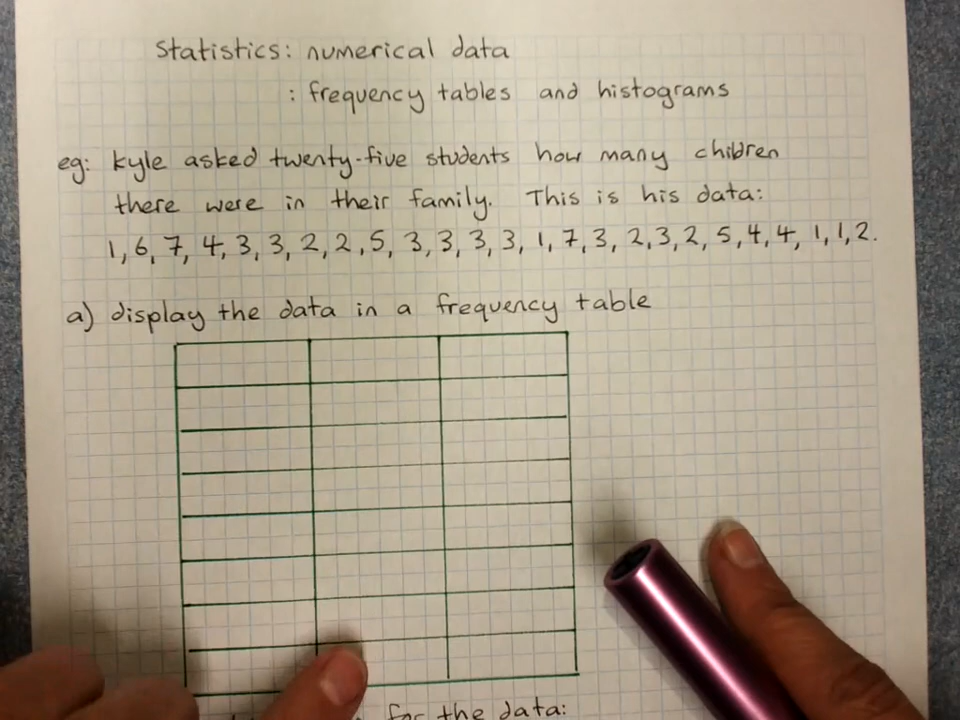 Statistics: numerical data
: frequency tables and histograms
eg: Kyle asked twenty-five students how many children
there were in their family. This is his data:
1, 6, 7, 4, 3, 3, 2, 2, 5, 3, 3, 3, 3, 1, 7, 3, 2, 3, 2, 5, 4, 4, 1, 1, 2.
a) display the data in a frequency table
for the data: